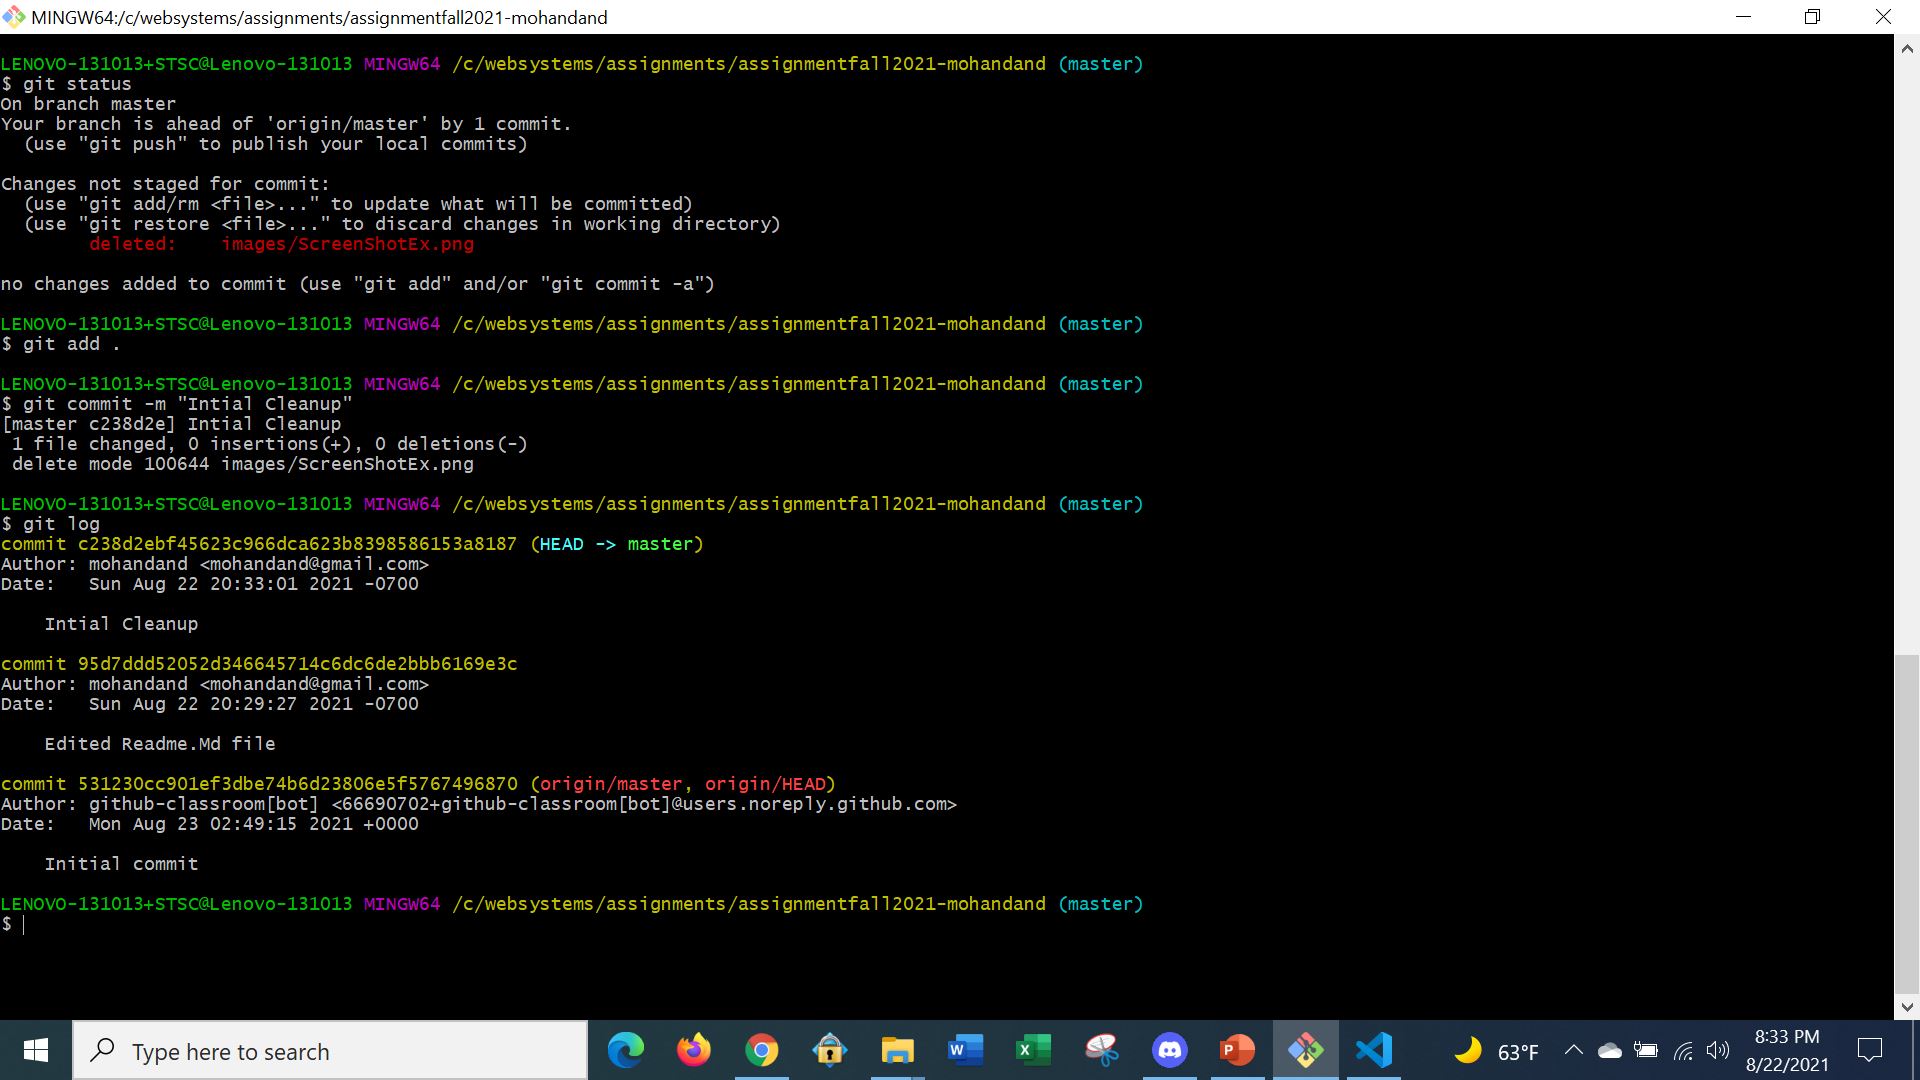 MINGW64:/c/websystems/assignments/assignmentfall2021-mohandand
LENOVO-131013+STSC@Lenovo-131013 MINGW64 /c/websystems/assignments/assignmentfall2021-mohandand (master)
$ git status
On branch master
Your branch is ahead of 'origin/master' by 1 commit.
  (use "git push" to publish your local commits)
Changes not staged for commit:
  (use "git add/rm <file>..." to update what will be committed)
  (use "git restore <file>..." to discard changes in working directory)
        deleted:    images/ScreenShotEx.png
no changes added to commit (use "git add" and/or "git commit -a")
LENOVO-131013+STSC@Lenovo-131013 MINGW64 /c/websystems/assignments/assignmentfall2021-mohandand (master)
$ git add .
LENOVO-131013+STSC@Lenovo-131013 MINGW64 /c/websystems/assignments/assignmentfall2021-mohandand (master)
$ git commit -m "Intial Cleanup"
[master c238d2e] Intial Cleanup
 1 file changed, 0 insertions(+), 0 deletions(-)
 delete mode 100644 images/ScreenShotEx.png
LENOVO-131013+STSC@Lenovo-131013 MINGW64 /c/websystems/assignments/assignmentfall2021-mohandand (master)
$ git log
commit c238d2ebf45623c966dca623b8398586153a8187 (HEAD -> master)
Author: mohandand <mohandand@gmail.com>
Date:   Sun Aug 22 20:33:01 2021 -0700
    Intial Cleanup
commit 95d7ddd52052d346645714c6dc6de2bbb6169e3c
Author: mohandand <mohandand@gmail.com>
Date:   Sun Aug 22 20:29:27 2021 -0700
    Edited Readme.Md file
commit 531230cc901ef3dbe74b6d23806e5f5767496870 (origin/master, origin/HEAD)
Author: github-classroom[bot] <66690702+github-classroom[bot]@users.noreply.github.com>
Date:   Mon Aug 23 02:49:15 2021 +0000
    Initial commit
LENOVO-131013+STSC@Lenovo-131013 MINGW64 /c/websystems/assignments/assignmentfall2021-mohandand (master)
$
Type here to search
63°F
8:33 PM
8/22/2021